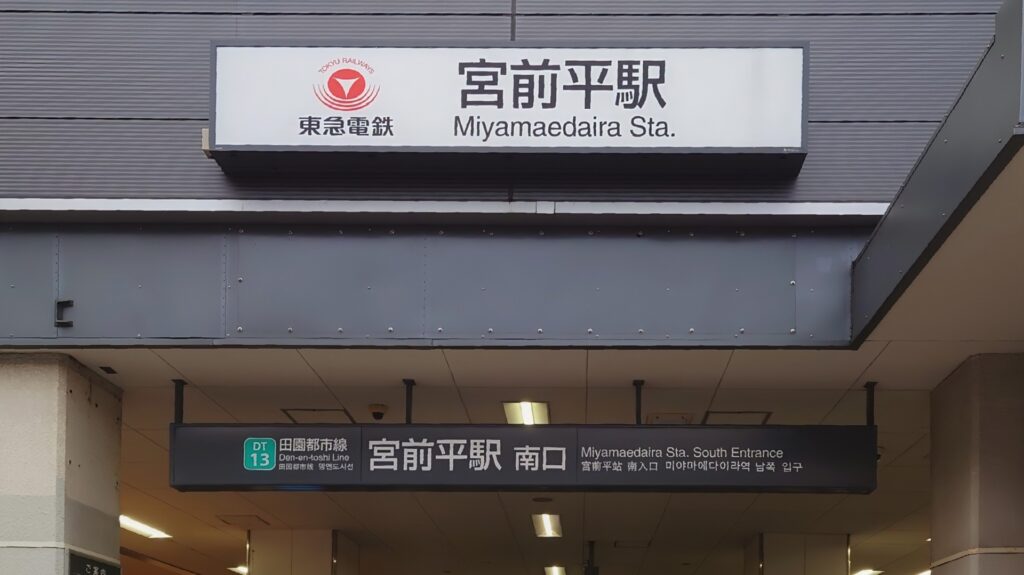 TOKYU RAILWAYS
東急電鉄
宮前平駅
Miyamaedaira Sta.
DT
13
田園都市線
Den-en-toshi Line
田园都市线 덴엔도시선
宮前平駅 南口
Miyamaedaira Sta. South Entrance
宫前平站 南入口 미야마에다이라역 남쪽 입구
ご案内